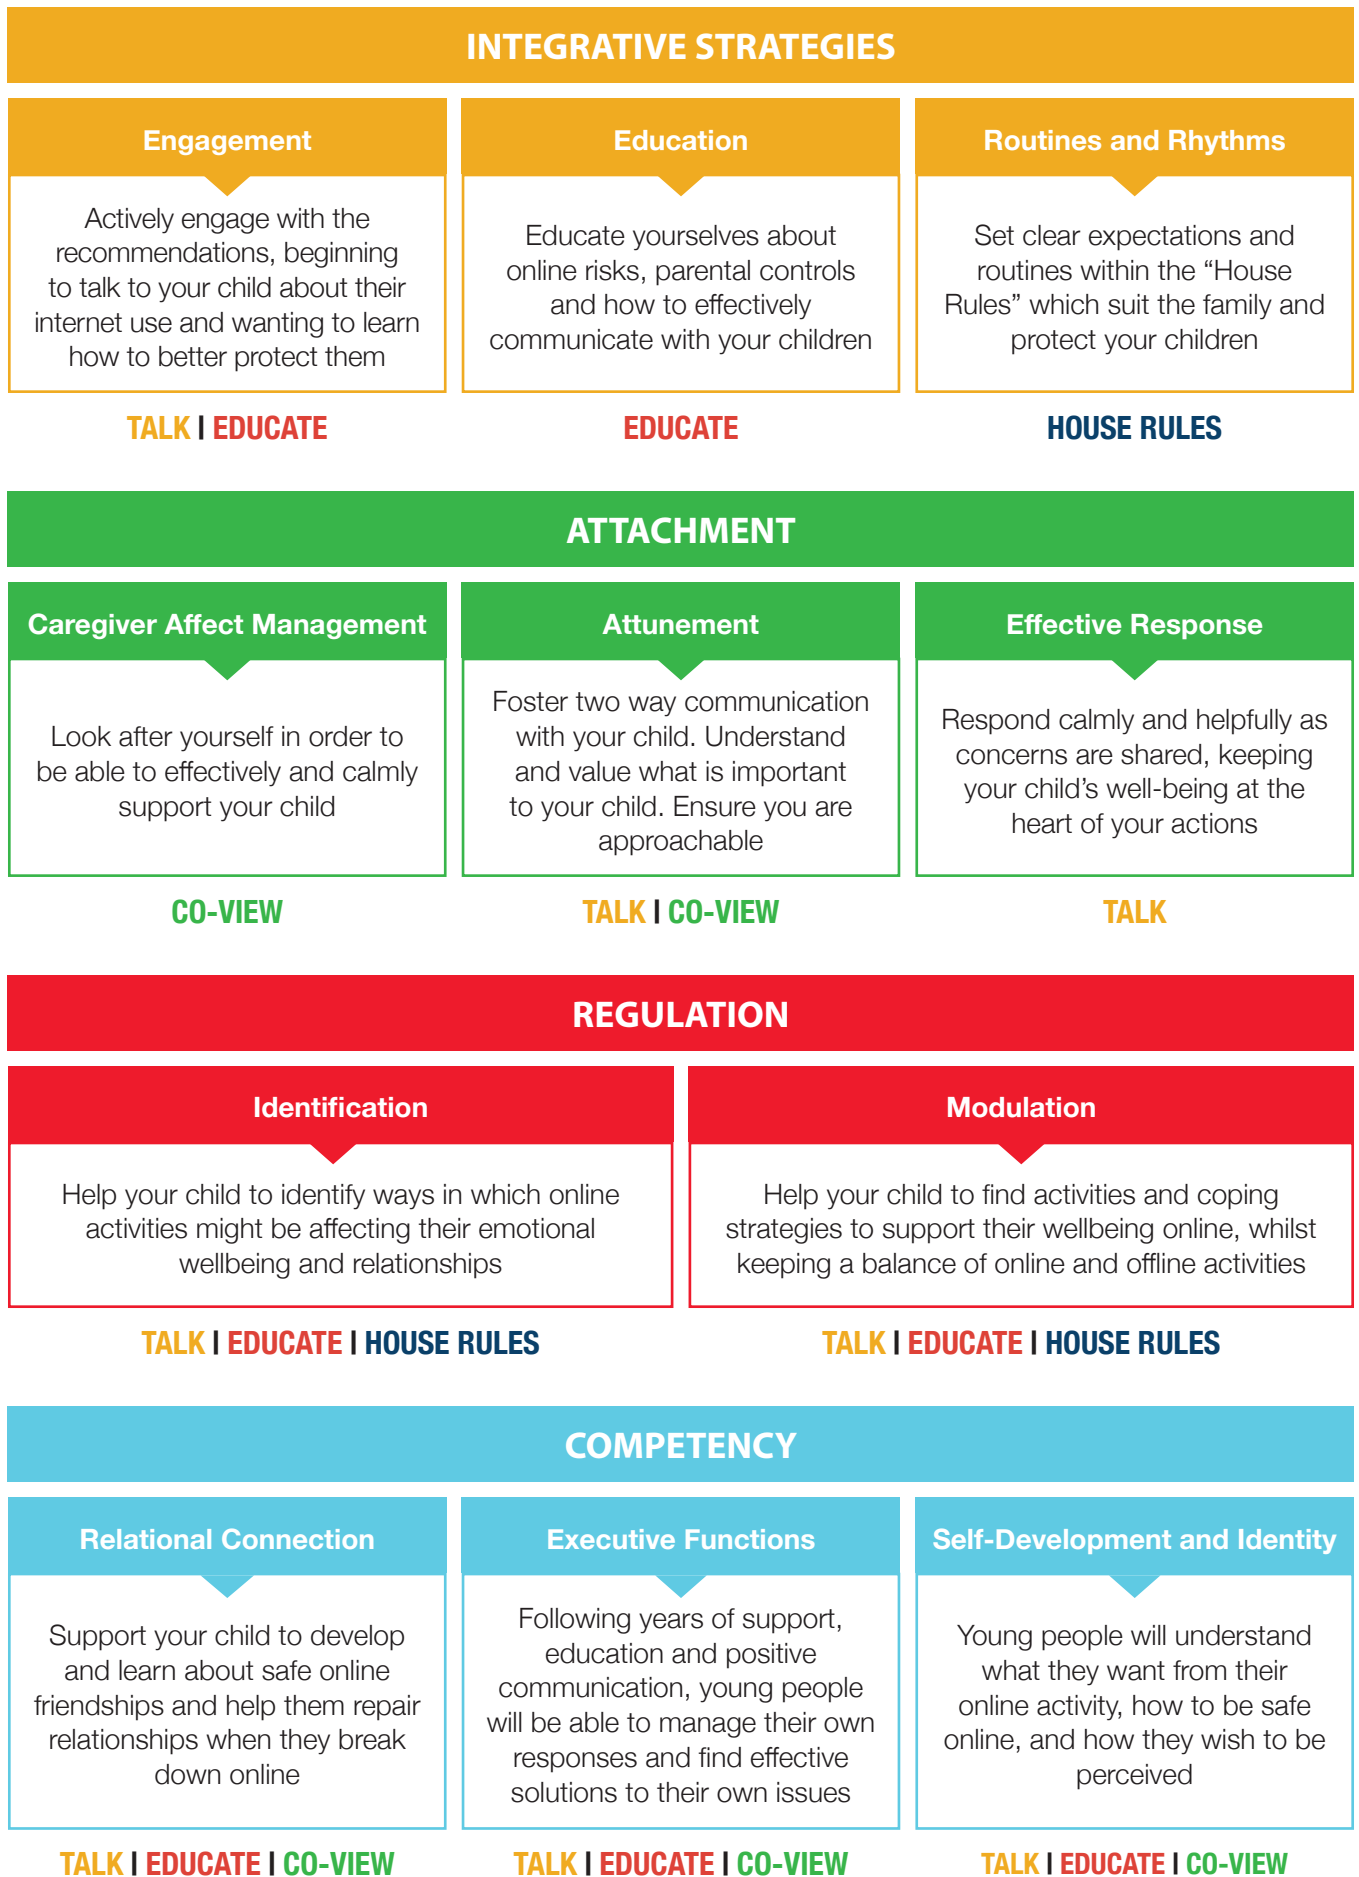 INTEGRATIVE STRATEGIES
Engagement
Actively engage with the
recommendations, beginning
to talk to your child about their
internet use and wanting to learn
how to better protect them
TALK | EDUCATE
Education
Educate yourselves about
online risks, parental controls
and how to effectively
communicate with your children
EDUCATE
Routines and Rhythms
Set clear expectations and
routines within the “House
Rules” which suit the family and
protect your children
HOUSE RULES
ATTACHMENT
Caregiver Affect Management
Look after yourself in order to
be able to effectively and calmly
support your child
CO-VIEW
Attunement
Foster two way communication
with your child. Understand
and value what is important
to your child. Ensure you are
approachable
TALK | CO-VIEW
Effective Response
Respond calmly and helpfully as
concerns are shared, keeping
your child’s well-being at the
heart of your actions
TALK
REGULATION
Identification
Help your child to identify ways in which online
activities might be affecting their emotional
wellbeing and relationships
TALK | EDUCATE | HOUSE RULES
Modulation
Help your child to find activities and coping
strategies to support their wellbeing online, whilst
keeping a balance of online and offline activities
TALK | EDUCATE | HOUSE RULES
COMPETENCY
Relational Connection
Support your child to develop
and learn about safe online
friendships and help them repair
relationships when they break
down online
TALK | EDUCATE | CO-VIEW
Executive Functions
Following years of support,
education and positive
communication, young people
will be able to manage their own
responses and find effective
solutions to their own issues
TALK | EDUCATE | CO-VIEW
Self-Development and Identity
Young people will understand
what they want from their
online activity, how to be safe
online, and how they wish to be
perceived
TALK | EDUCATE | CO-VIEW